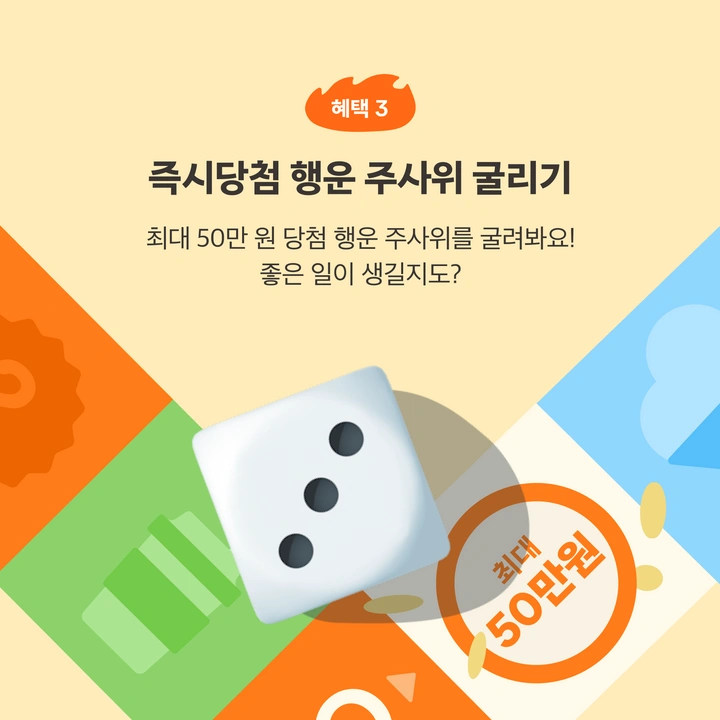 혜택 3
즉시당첨 행운 주사위 굴리기
최대 50만 원 당첨 행운 주사위를 굴려봐요!
좋은 일이 생길지도?
최대
50만원